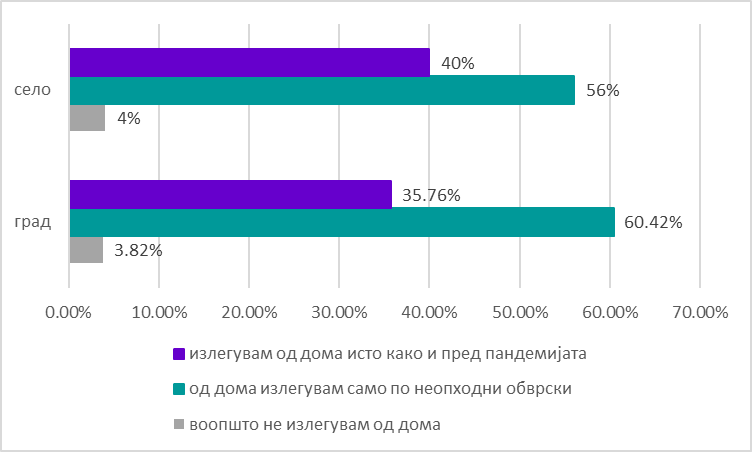 40%
село
56%
4%
35.76%
град
60.42%
3.82%
0.00% 10.00% 20.00% 30.00% 40.00% 50.00% 60.00% 70.00%
излегувам од дома исто како и пред пандемијата
од дома излегувам само по неопходни обврски
воопшто не излегувам од дома